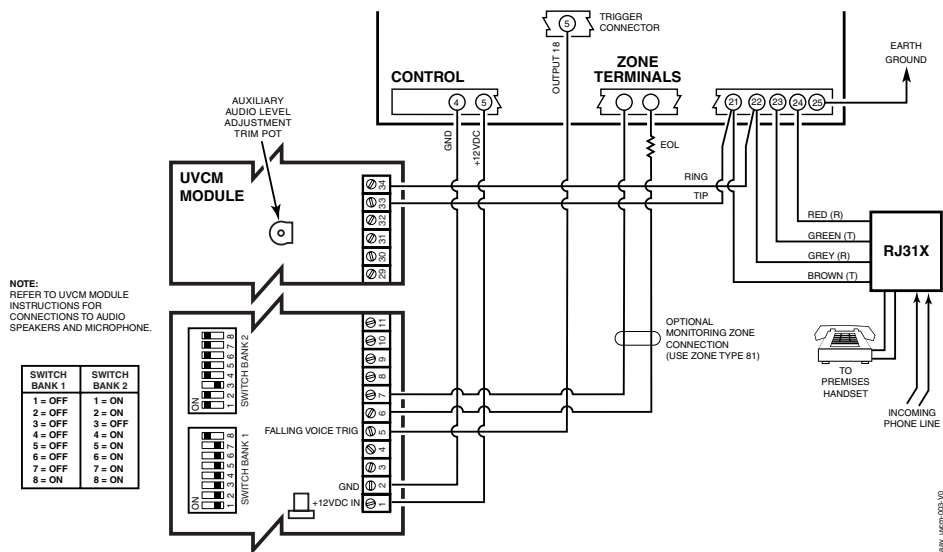 TRIGGER
CONNECTOR
5
OUTPUT 18
EARTH
GROUND
CONTROL
ZONE
TERMINALS
4
5
21
22
23
24
25
GND
+12VDC
EOL
AUXILIARY
AUDIO LEVEL
ADJUSTMENT
TRIM POT
UVCM
MODULE
34
33
32
31
30
29
RING
TIP
RED (R)
GREEN (T)
GREY (R)
BROWN (T)
RJ31X
NOTE:
REFER TO UVCM MODULE
INSTRUCTIONS FOR
CONNECTIONS TO AUDIO
SPEAKERS AND MICROPHONE.
SWITCH BANK 1
SWITCH BANK 2
1 = OFF 1 = ON
2 = OFF 2 = ON
3 = OFF 3 = OFF
4 = OFF 4 = ON
5 = OFF 5 = ON
6 = OFF 6 = ON
7 = OFF 7 = ON
8 = ON 8 = ON
ON
1 2 3 4 5 6 7 8
SWITCH BANK 2
ON
1 2 3 4 5 6 7 8
SWITCH BANK 1
11
10
9
8
7
6
5
4
3
2
1
FALLING VOICE TRIG
GND
+12VDC IN
OPTIONAL
MONITORING ZONE
CONNECTION
(USE ZONE TYPE 81)
TO
PREMISES
HANDSET
INCOMING
PHONE LINE